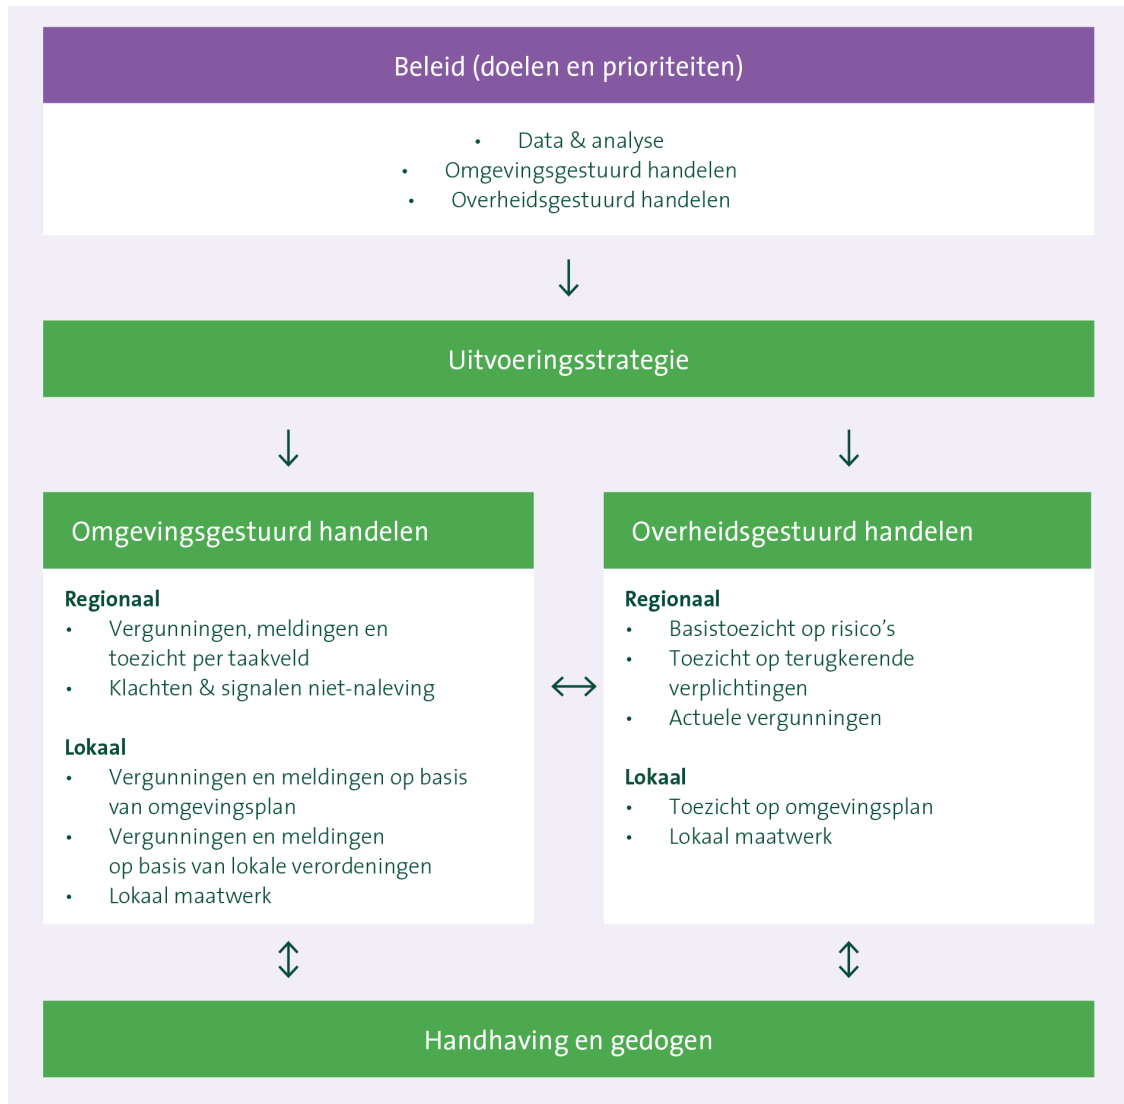 Beleid (doelen en prioriteiten)
• Data & analyse
• Omgevingsgestuurd handelen
• Overheidsgestuurd handelen
Uitvoeringsstrategie
Omgevingsgestuurd handelen
Regionaal
• Vergunningen, meldingen en
toezicht per taakveld
• Klachten & signalen niet-naleving
Lokaal
• Vergunningen en meldingen op basis
van omgevingsplan
• Vergunningen en meldingen
op basis van lokale verordeningen
• Lokaal maatwerk
Overheidsgestuurd handelen
Regionaal
• Basistoezicht op risico’s
• Toezicht op terugkerende
verplichtingen
• Actuele vergunningen
Lokaal
• Toezicht op omgevingsplan
• Lokaal maatwerk
Handhaving en gedogen